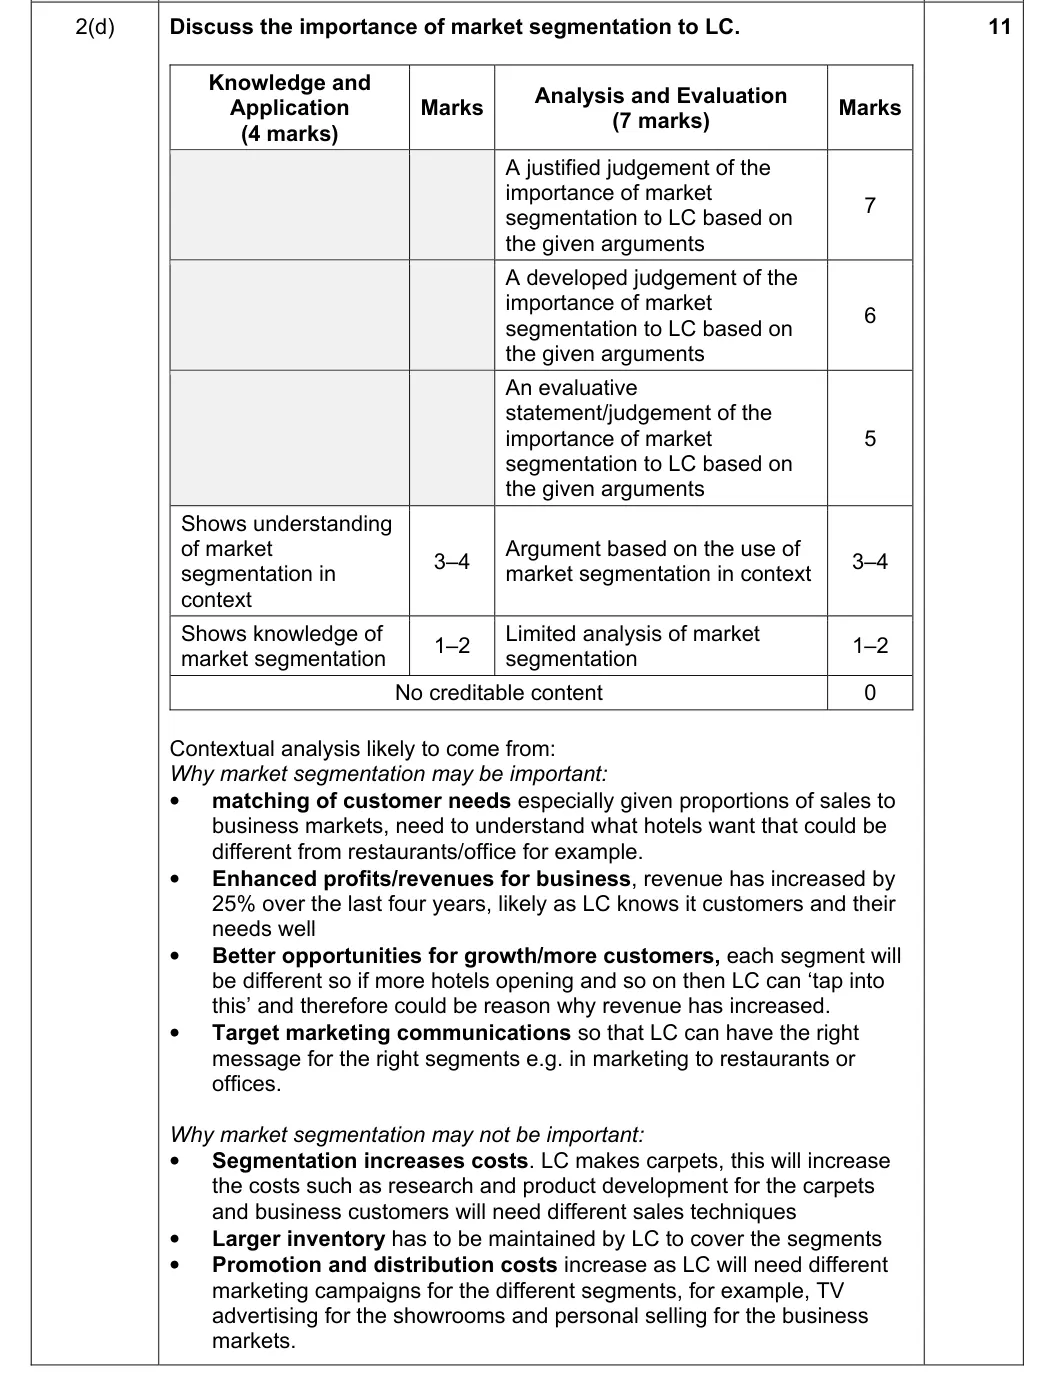 2(d) Discuss the importance of market segmentation to LC. 11
Knowledge and
Application
(4 marks)
Marks
Analysis and Evaluation
(7 marks)
Marks
A justified judgement of the
importance of market
segmentation to LC based on
the given arguments
7
A developed judgement of the
importance of market
segmentation to LC based on
the given arguments
6
An evaluative
statement/judgement of the
importance of market
segmentation to LC based on
the given arguments
5
Shows understanding
of market
segmentation in
context
3–4
Argument based on the use of
market segmentation in context
3–4
Shows knowledge of
market segmentation
1–2
Limited analysis of market
segmentation
1–2
No creditable content 0
Contextual analysis likely to come from:
Why market segmentation may be important:
• matching of customer needs especially given proportions of sales to
business markets, need to understand what hotels want that could be
different from restaurants/office for example.
• Enhanced profits/revenues for business, revenue has increased by
25% over the last four years, likely as LC knows it customers and their
needs well
• Better opportunities for growth/more customers, each segment will
be different so if more hotels opening and so on then LC can ‘tap into
this’ and therefore could be reason why revenue has increased.
• Target marketing communications so that LC can have the right
message for the right segments e.g. in marketing to restaurants or
offices.
Why market segmentation may not be important:
• Segmentation increases costs. LC makes carpets, this will increase
the costs such as research and product development for the carpets
and business customers will need different sales techniques
• Larger inventory has to be maintained by LC to cover the segments
• Promotion and distribution costs increase as LC will need different
marketing campaigns for the different segments, for example, TV
advertising for the showrooms and personal selling for the business
markets.